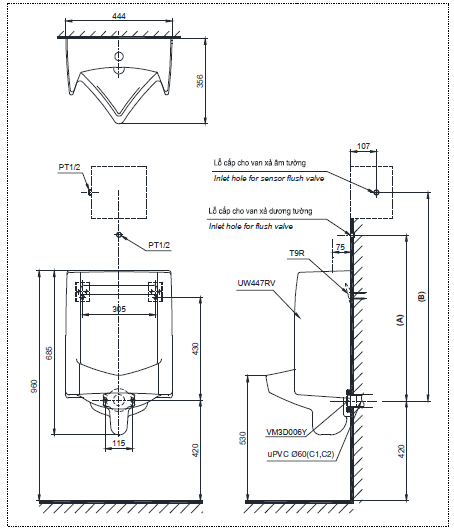 444
356
107
PT1/2
Lỗ cấp cho van xả âm tường
Inlet hole for sensor flush valve
Lỗ cấp cho van xả dương tường
Inlet hole for flush valve
PT1/2
75
T9R
UW447RV
305
(A)
(B)
430
685
960
530
VM3D006Y
115
420
420
uPVC Ø60(C1,C2)